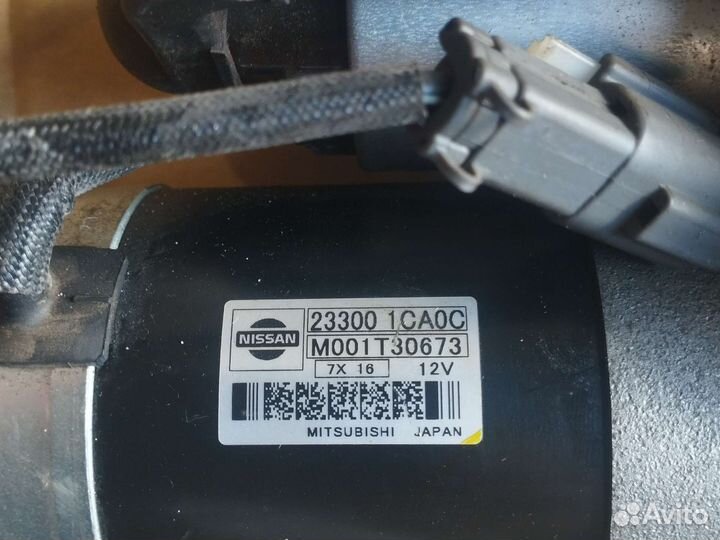 NISSAN
23300 1CA0C
M001T30673
7X 16 12V
MITSUBISHI JAPAN
Avito